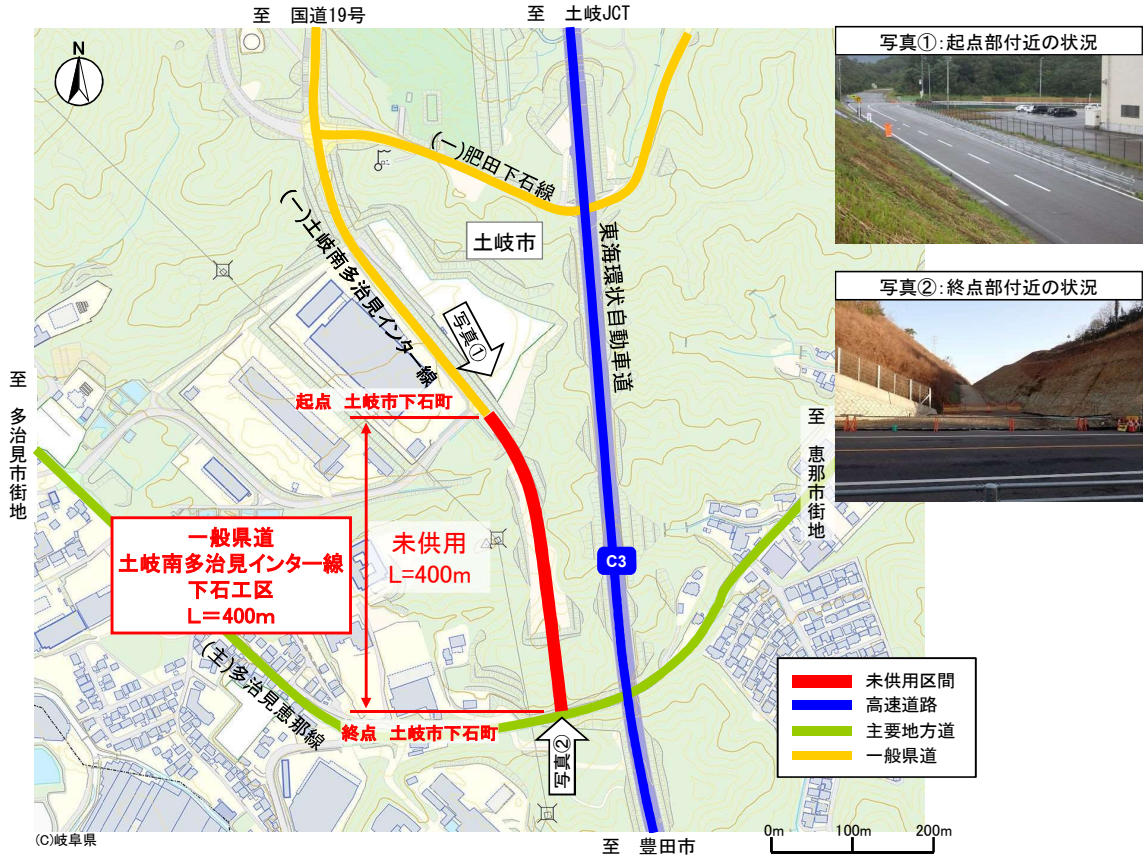 至 国道19号
至 土岐JCT
N
写真①:起点部付近の状況
(一)肥田下石線
(一)土岐南多治見インター線
土岐市
東海環状自動車道
写真①
写真②:終点部付近の状況
至 多治見市街地
起点 土岐市下石町
至 恵那市街地
一般県道
土岐南多治見インター線
下石工区
L=400m
未供用
L=400m
C3
(主)多治見恵那線
終点 土岐市下石町
写真②
未供用区間
高速道路
主要地方道
一般県道
(C)岐阜県
至 豊田市
0m 100m 200m